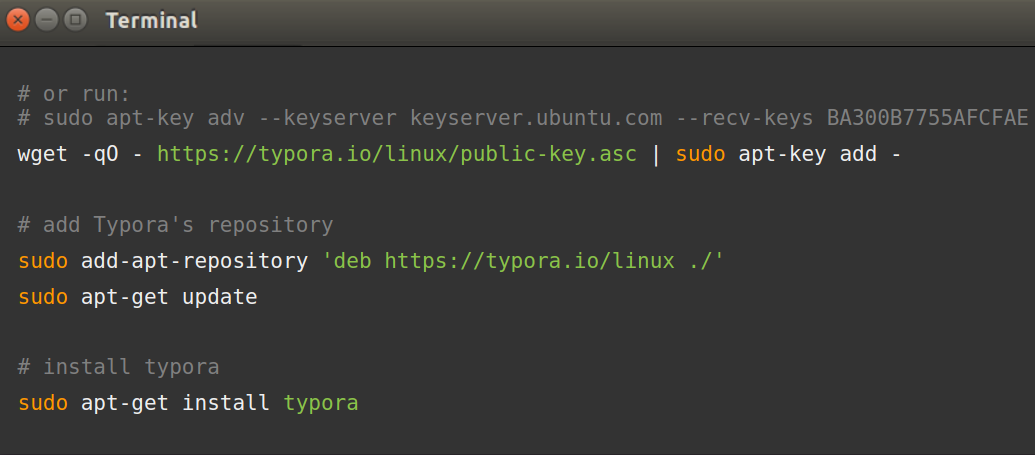 Terminal
# or run:
# sudo apt-key adv --keyserver keyserver.ubuntu.com --recv-keys BA300B7755AFCFAE
wget -qO - https://typora.io/linux/public-key.asc | sudo apt-key add -
# add Typora's repository
sudo add-apt-repository 'deb https://typora.io/linux ./'
sudo apt-get update
# install typora
sudo apt-get install typora